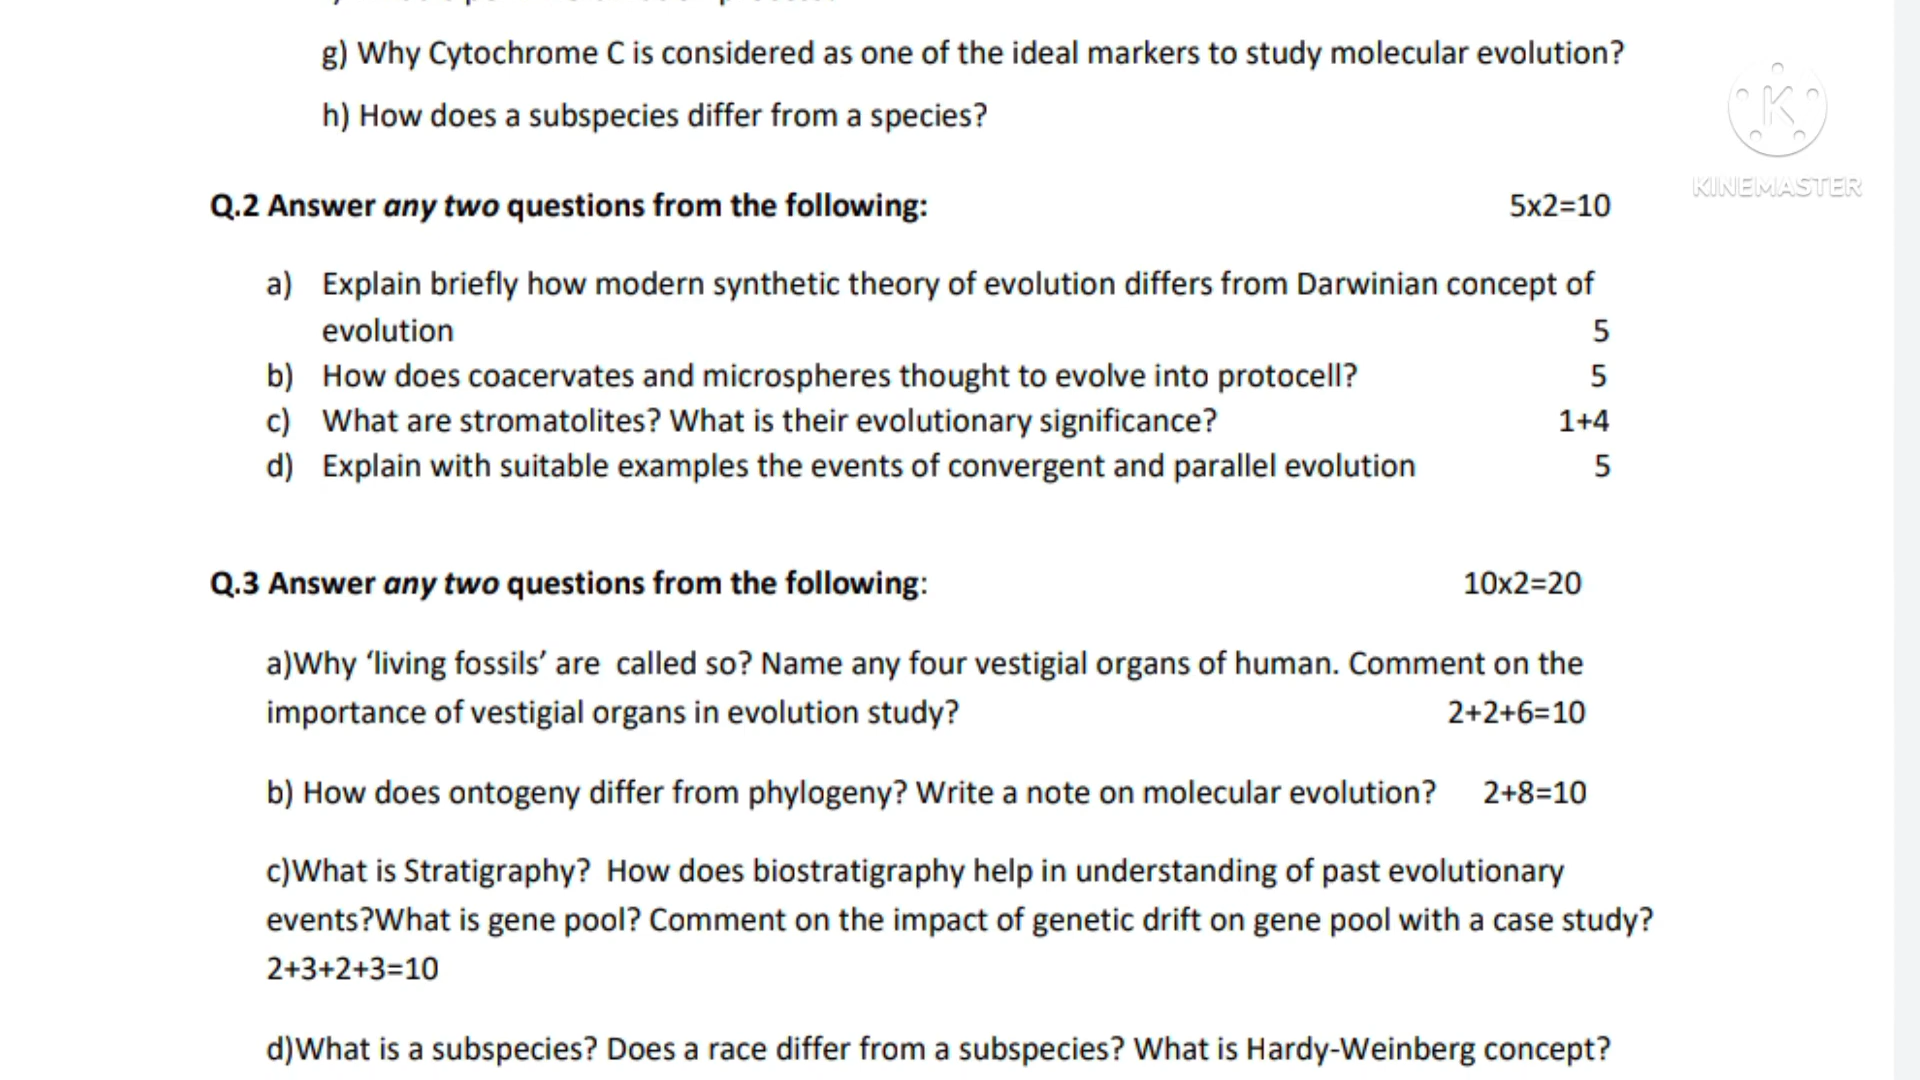 g) Why Cytochrome C is considered as one of the ideal markers to study molecular evolution?
h) How does a subspecies differ from a species?
KINEMASTER
Q.2 Answer any two questions from the following: 5x2=10
a) Explain briefly how modern synthetic theory of evolution differs from Darwinian concept of
evolution 5
b) How does coacervates and microspheres thought to evolve into protocell? 5
c) What are stromatolites? What is their evolutionary significance? 1+4
d) Explain with suitable examples the events of convergent and parallel evolution 5
Q.3 Answer any two questions from the following: 10x2=20
a)Why ‘living fossils’ are called so? Name any four vestigial organs of human. Comment on the
importance of vestigial organs in evolution study? 2+2+6=10
b) How does ontogeny differ from phylogeny? Write a note on molecular evolution? 2+8=10
c)What is Stratigraphy? How does biostratigraphy help in understanding of past evolutionary
events?What is gene pool? Comment on the impact of genetic drift on gene pool with a case study?
2+3+2+3=10
d)What is a subspecies? Does a race differ from a subspecies? What is Hardy-Weinberg concept?